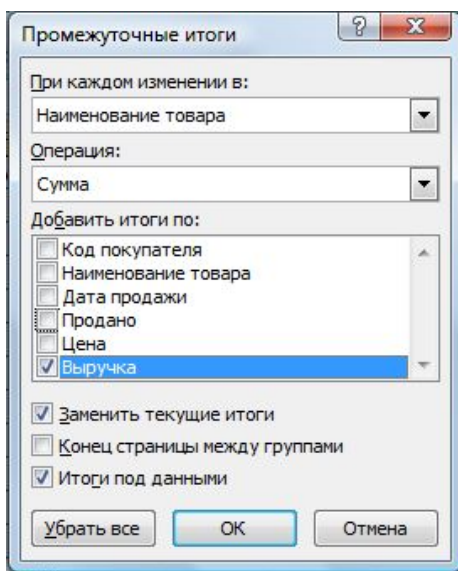 Промежуточные итоги
При каждом изменении в:
Наименование товара
Операция:
Сумма
Добавить итоги по:
Код покупателя
Наименование товара
Дата продажи
Продано
Цена
Выручка
Заменить текущие итоги
Конец страницы между группами
Итоги под данными
Убрать все ОК Отмена